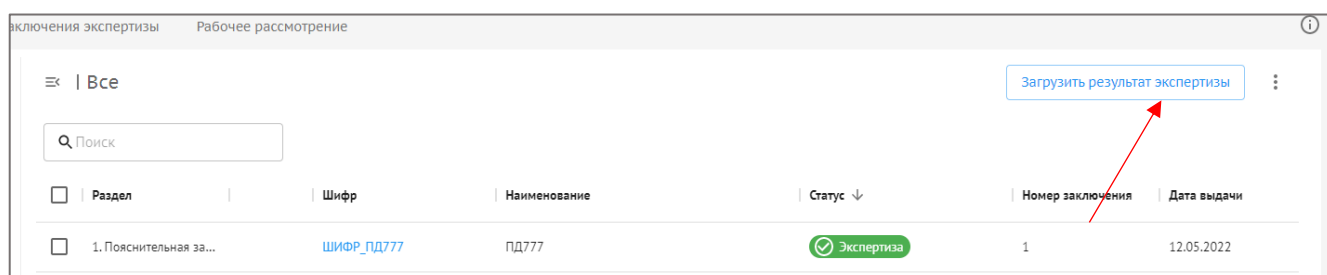 аключения экспертизы Рабочее рассмотрение
Все
Загрузить результат экспертизы
Поиск
Раздел Шифр Наименование Статус Номер заключения Дата выдачи
1. Пояснительная за... ШИФР_ПД777 ПД777 Экспертиза 1 12.05.2022